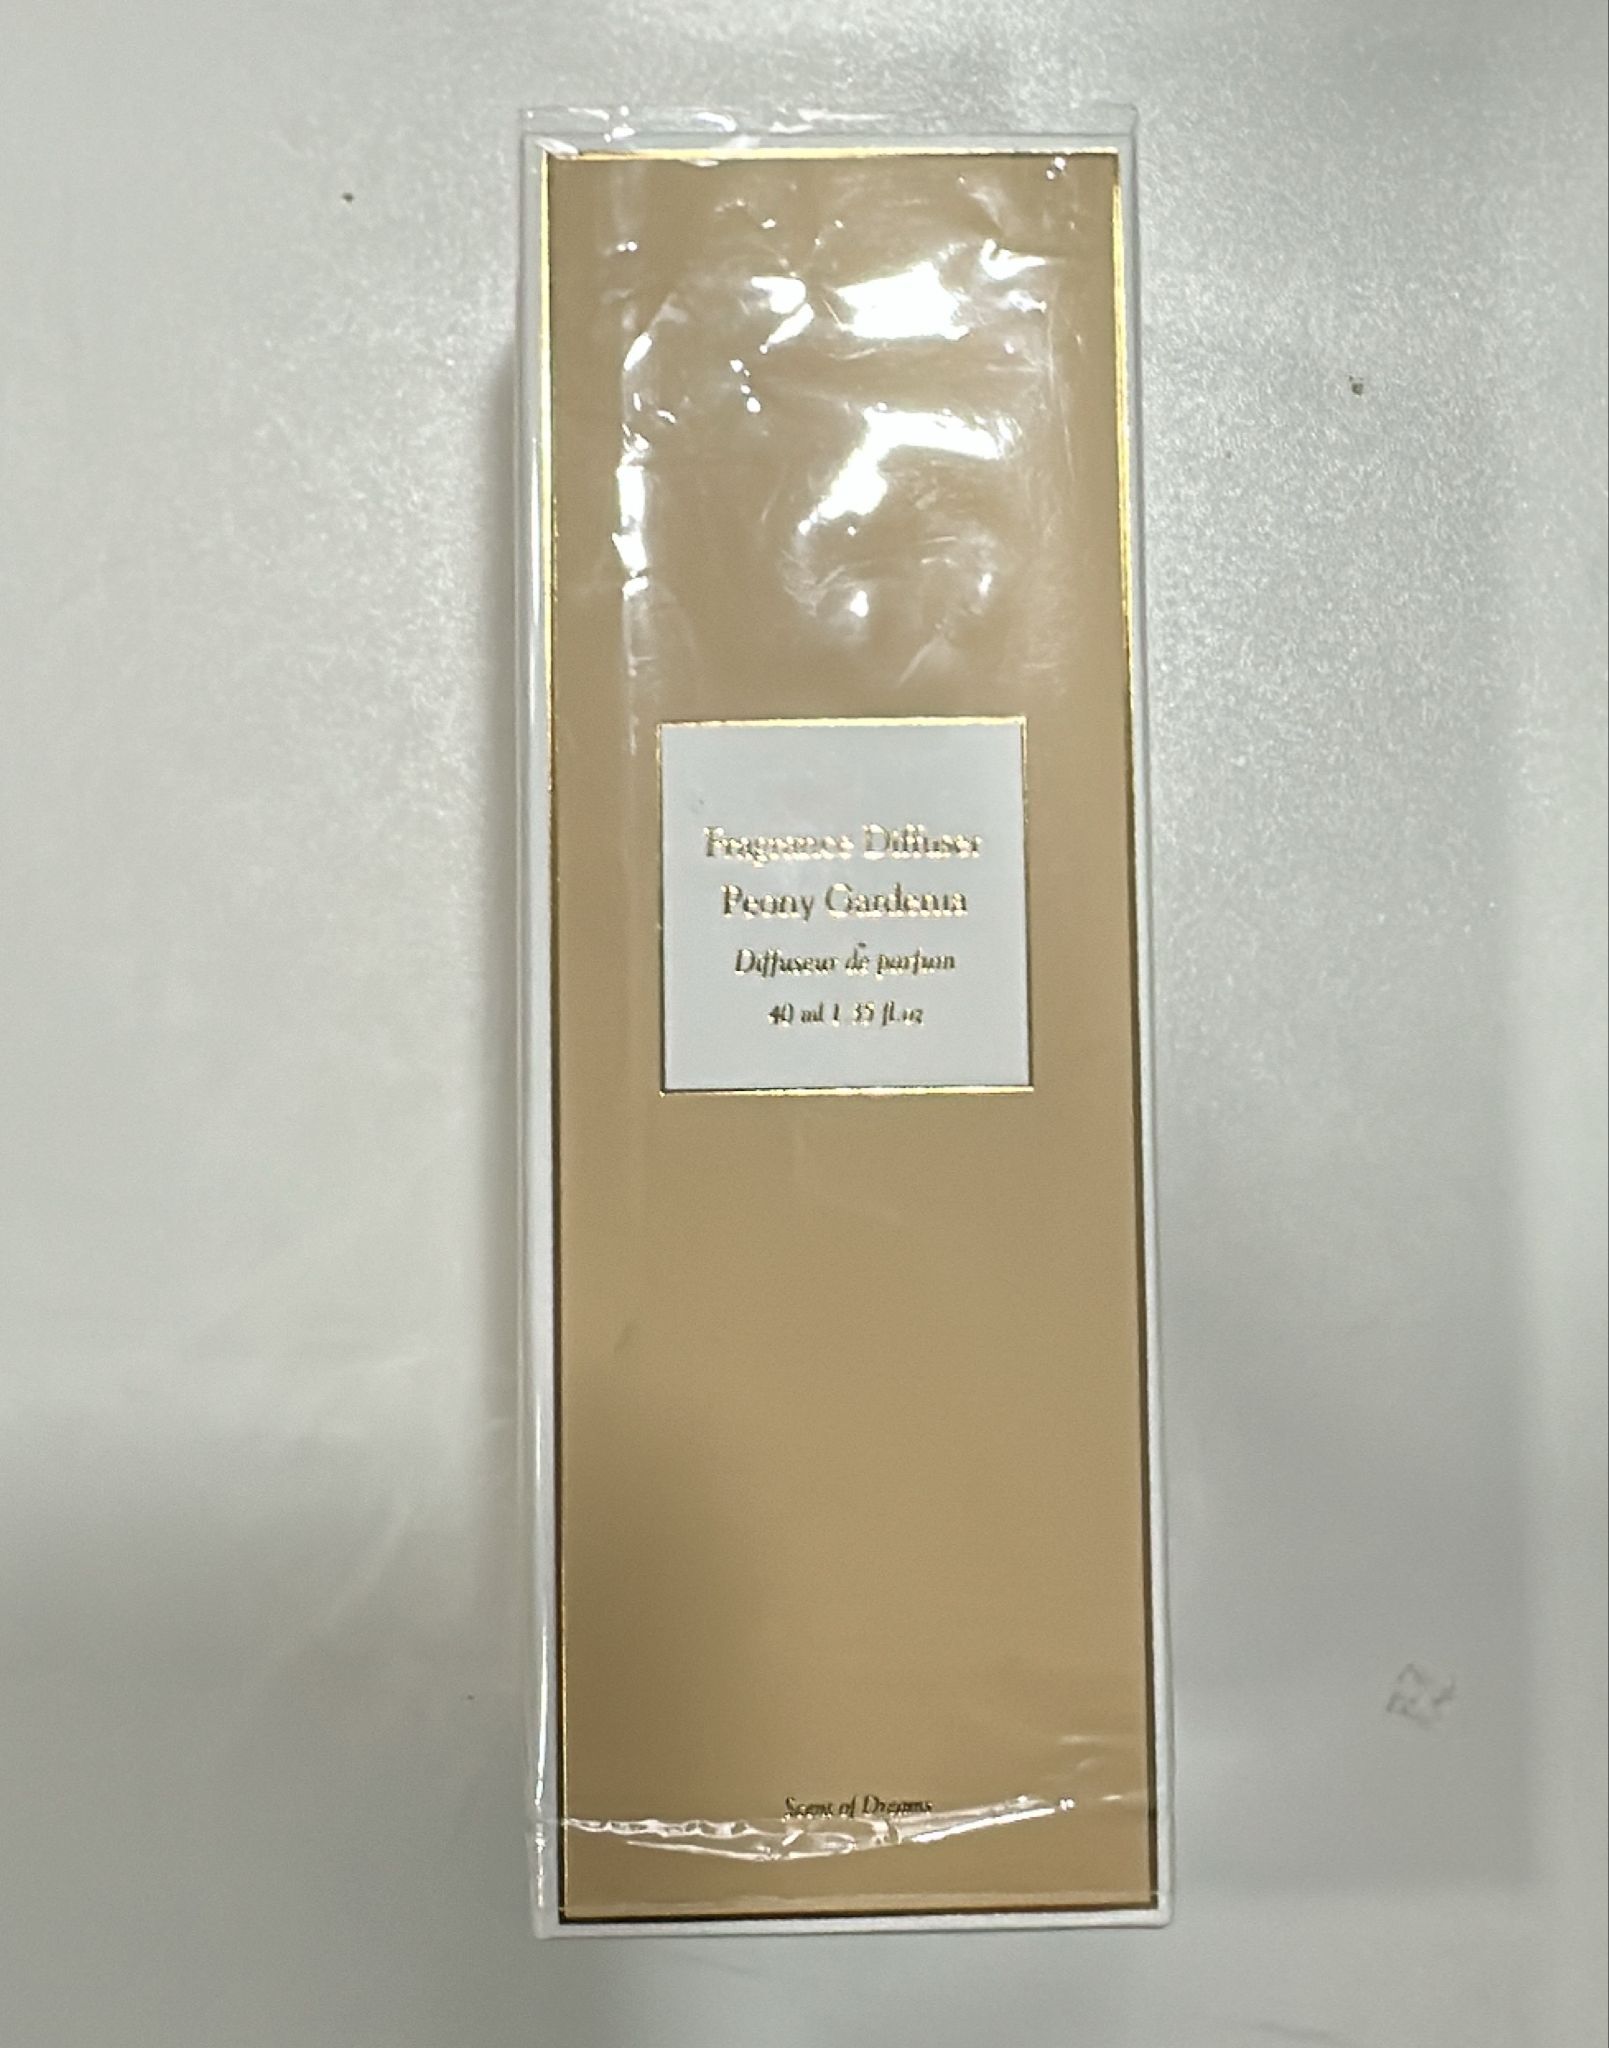 Fragrance Diffuser
Peony Gardenia
Diffuseur de parfum
40 ml 1.35 fl.oz
Scent of Dreams